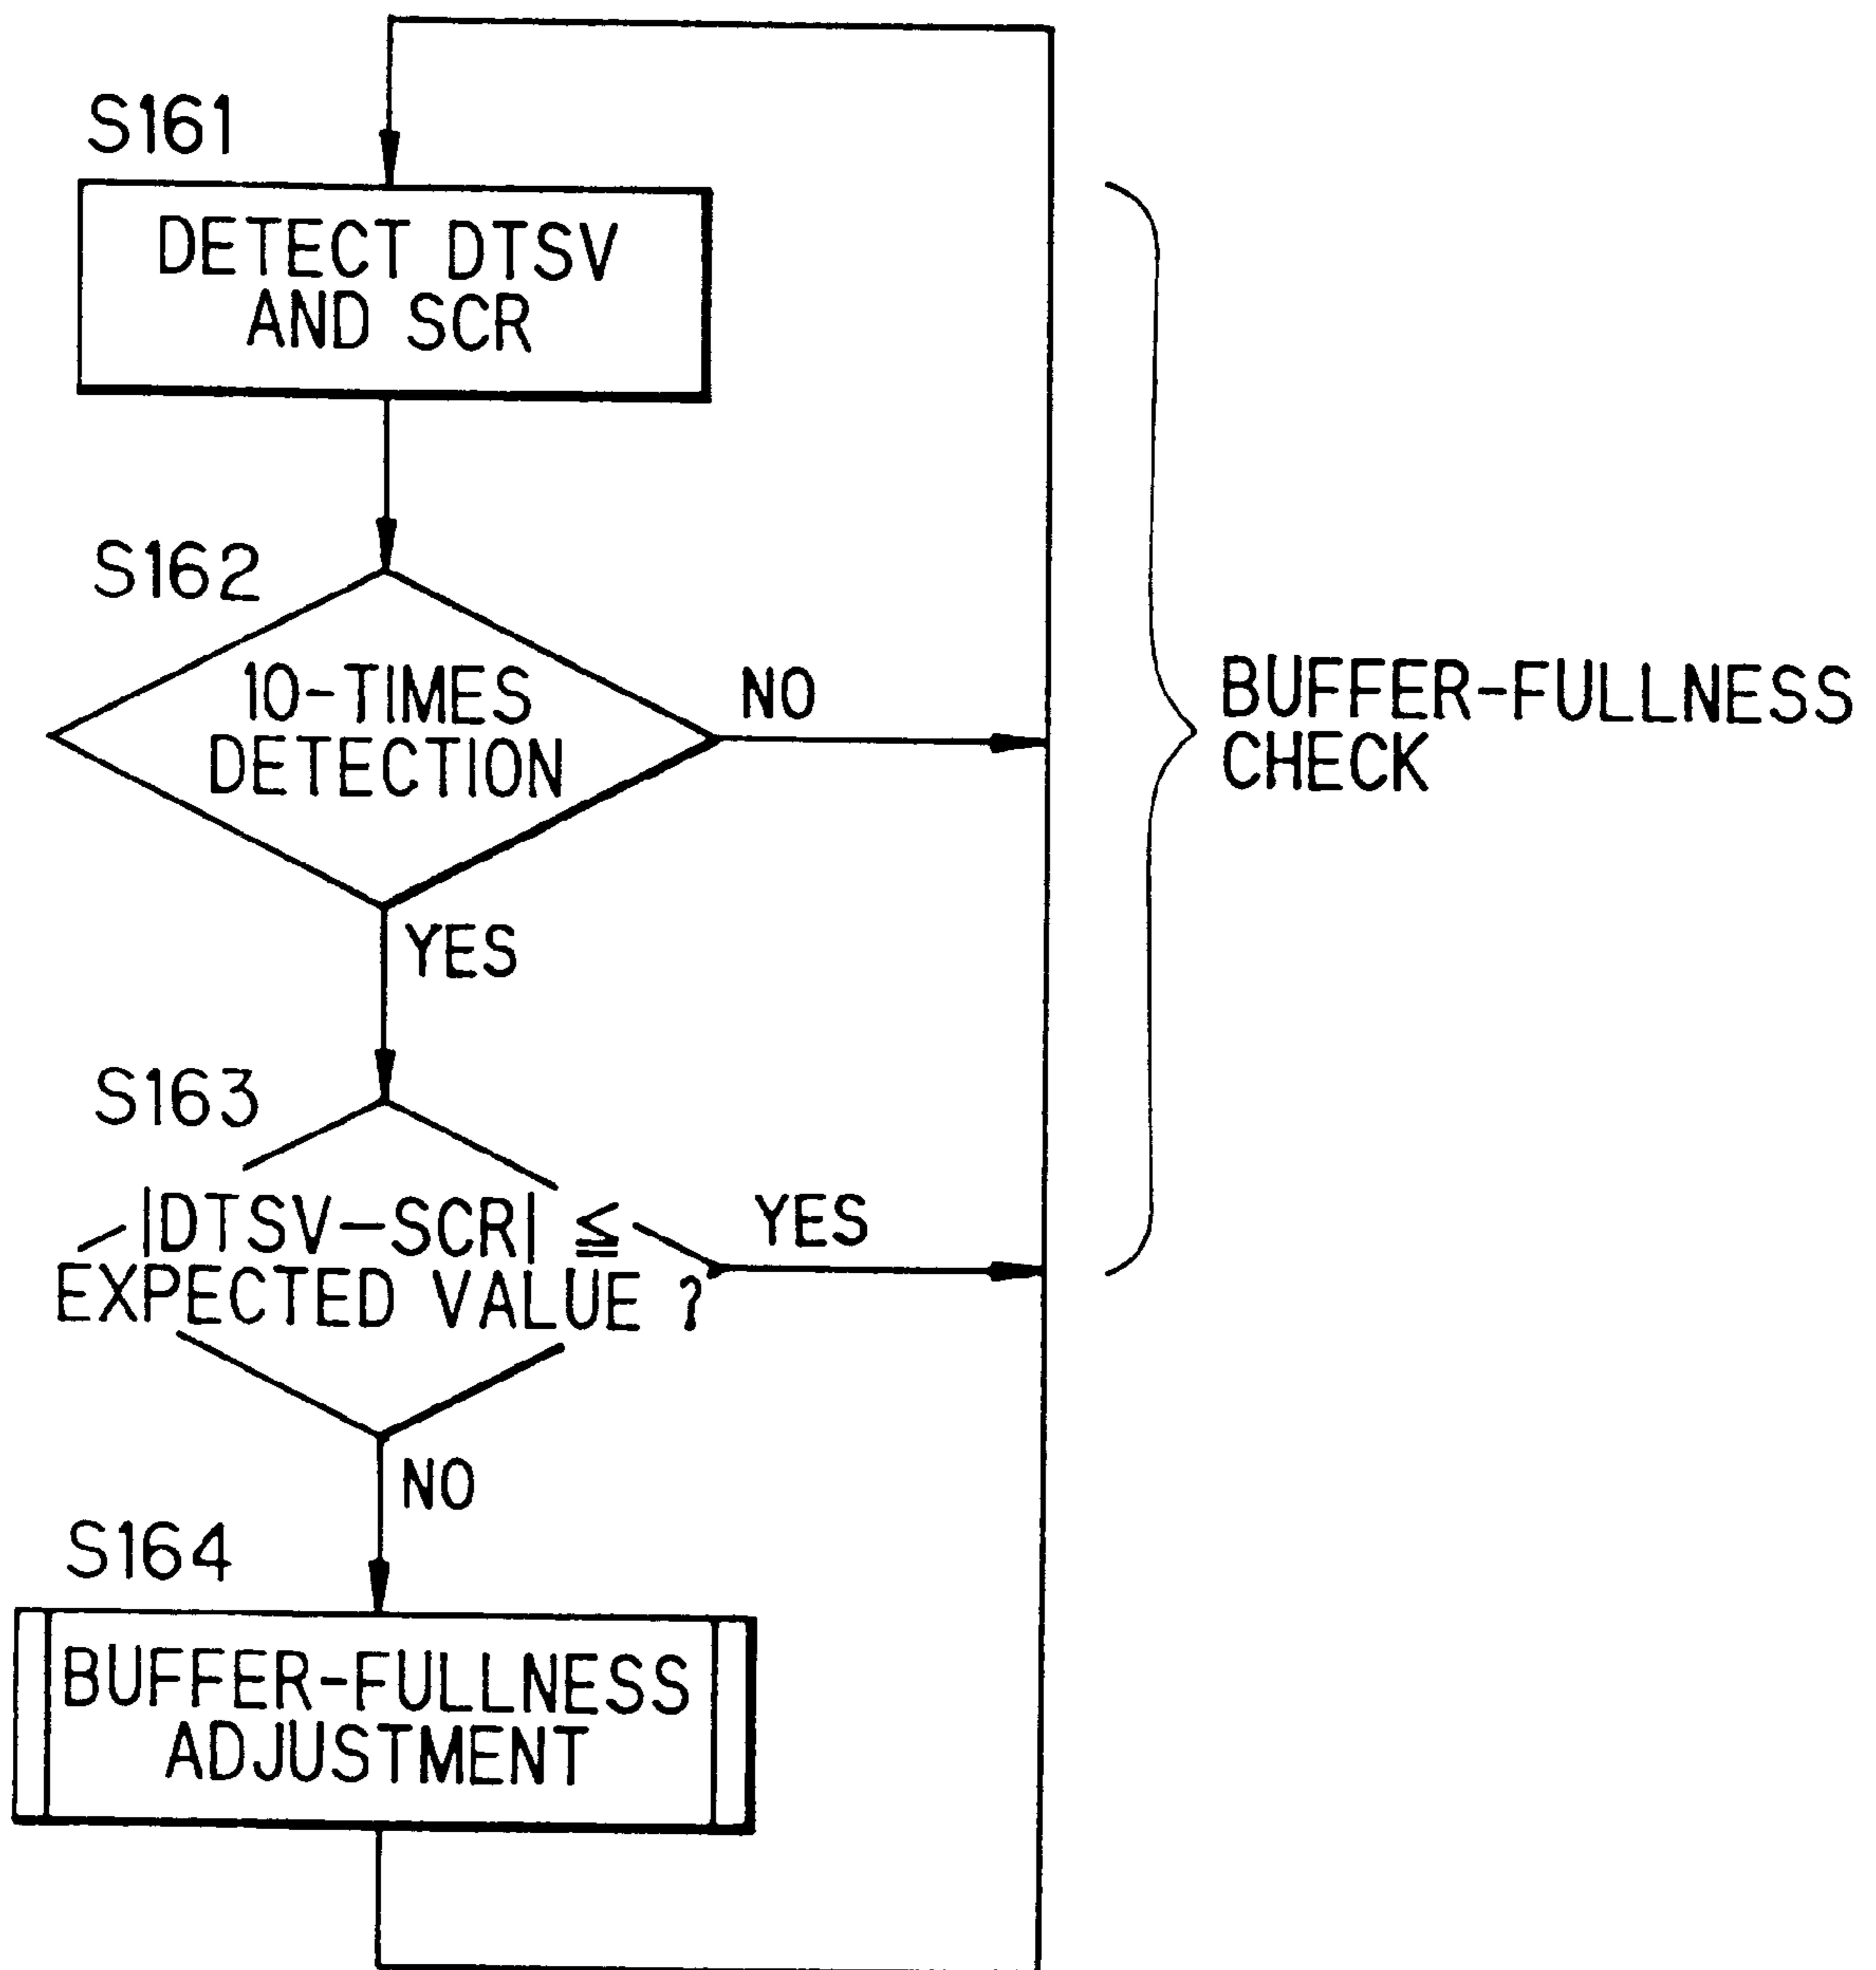 S161
DETECT DTSV
AND SCR
S162
10-TIMES
DETECTION
NO
YES
BUFFER-FULLNESS
CHECK
S163
|DTSV-SCR| ≦
EXPECTED VALUE ?
YES
NO
S164
BUFFER-FULLNESS
ADJUSTMENT